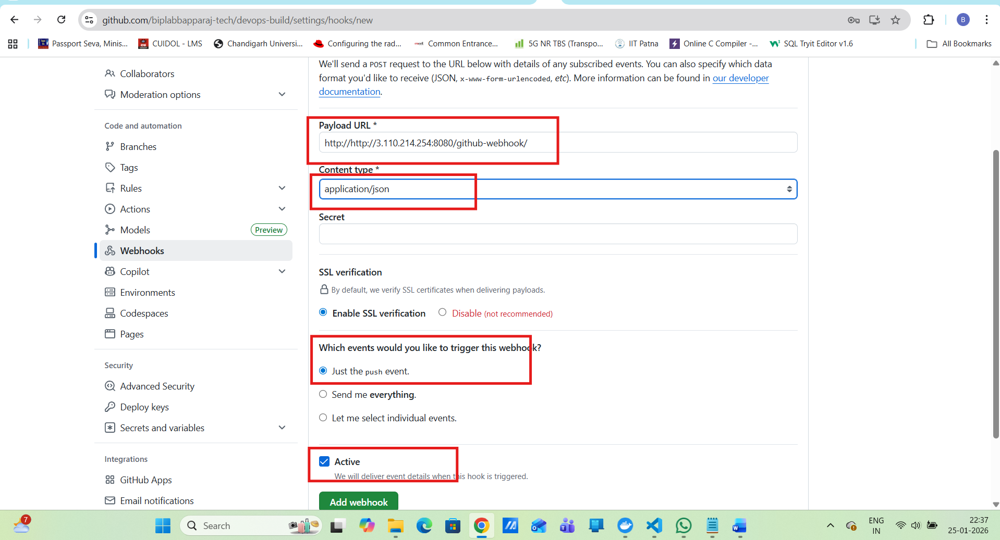 github.com/biplabbapparaj-tech/devops-build/settings/hooks/new
B
Passport Seva, Minis...
CUIDOL - LMS
Chandigarh Universi...
Configuring the rad...
Common Entrance...
5G NR TBS (Transpo...
IIT Patna
Online C Compiler -...
SQL Tryit Editor v1.6
All Bookmarks
Collaborators
Moderation options
Code and automation
Branches
Tags
Rules
Actions
Models
Preview
Webhooks
Copilot
Environments
Codespaces
Pages
Security
Advanced Security
Deploy keys
Secrets and variables
Integrations
GitHub Apps
Email notifications
We'll send a POST request to the URL below with details of any subscribed events. You can also specify which data
format you'd like to receive (JSON, x-www-form-urlencoded, etc). More information can be found in our developer
documentation.
Payload URL *
http://http://3.110.214.254:8080/github-webhook/
Content type *
application/json
Secret
SSL verification
By default, we verify SSL certificates when delivering payloads.
Enable SSL verification
Disable (not recommended)
Which events would you like to trigger this webhook?
Just the push event.
Send me everything.
Let me select individual events.
Active
We will deliver event details when this hook is triggered.
Add webhook
7
Search
ENG
IN
22:37
25-01-2026